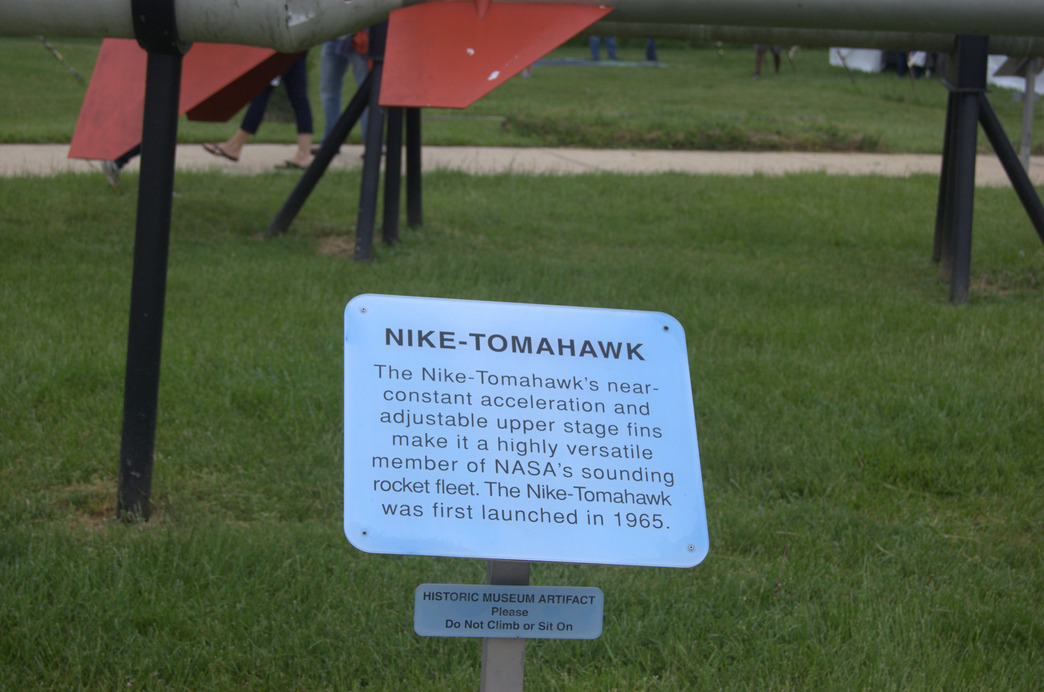 NIKE-TOMAHAWK
The Nike-Tomahawk's near-
constant acceleration and
adjustable upper stage fins
make it a highly versatile
member of NASA's sounding
rocket fleet. The Nike-Tomahawk
was first launched in 1965.
HISTORIC MUSEUM ARTIFACT
Please
Do Not Climb or Sit On